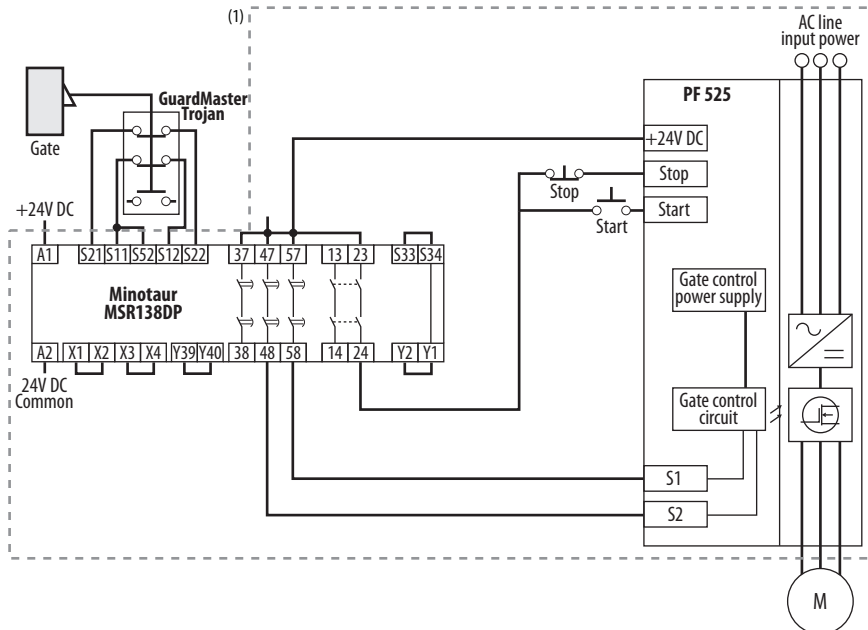 (1)
AC line
input power
GuardMaster
Trojan
PF 525
Gate
+24V DC
Stop
Stop
+24V DC
Start
Start
A1 S21 S11 S52 S12 S22 37 47 57 13 23 S33 S34
Minotaur
MSR138DP
Gate control
power supply
A2 X1 X2 X3 X4 Y39 Y40 38 48 58 14 24 Y2 Y1
24V DC
Common
Gate control
circuit
S1
S2
M